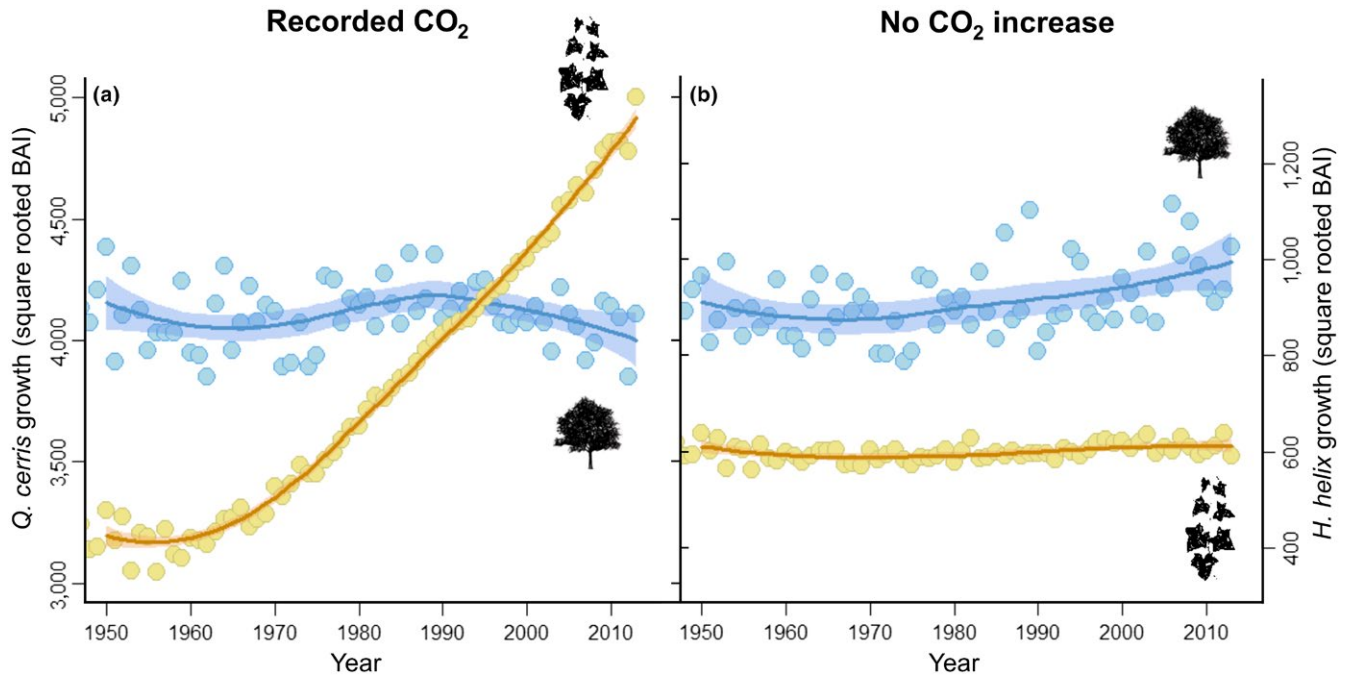 Recorded CO₂
No CO₂ increase
(a)
(b)
Q. cerris growth (square rooted BAI)
5,000
4,500
4,000
3,500
3,000
1,200
1,000
800
600
400
H. helix growth (square rooted BAI)
1950 1960 1970 1980 1990 2000 2010
1950 1960 1970 1980 1990 2000 2010
Year
Year